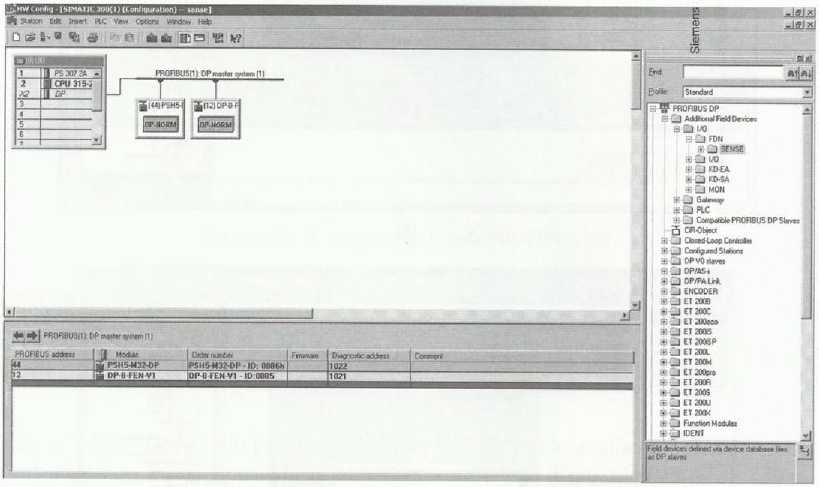 HW Config - [SIMATIC 300(1) (Configuration) -- sense]
Station Edit Insert PLC View Options Window Help
Siemens
(0) UR
1 PS 307 2A
2 CPU 315-2
X2 DP
3
4
5
6
7
PROFIBUS(1): DP master system (1)
(44) PSH5-
(12) DP-8-F
DP-NORM
DP-NORM
Find:
Profile: Standard
PROFIBUS DP
Additional Field Devices
I/O
FDN
SENSE
I/O
KD-EA
KD-SA
MON
Gateway
PLC
Compatible PROFIBUS DP Slaves
CiR-Object
Closed-Loop Controller
Configured Stations
DP V0 slaves
DP/AS-i
DP/PA Link
ENCODER
ET 200B
ET 200C
ET 200eco
ET 200iS
ET 200iSP
ET 200L
ET 200M
ET 200pro
ET 200R
ET 200S
ET 200U
ET 200X
Function Modules
IDENT
Field devices defined via device database files as DP slaves
PROFIBUS(1): DP master system (1)
PROFIBUS address Module Order number Firmware Diagnostic address Comment
44 PSH5-M32-DP PSH5-M32-DP - ID: 0086h 1022
12 DP-8-FEN-V1 DP-8-FEN-V1 - ID:0085 1021